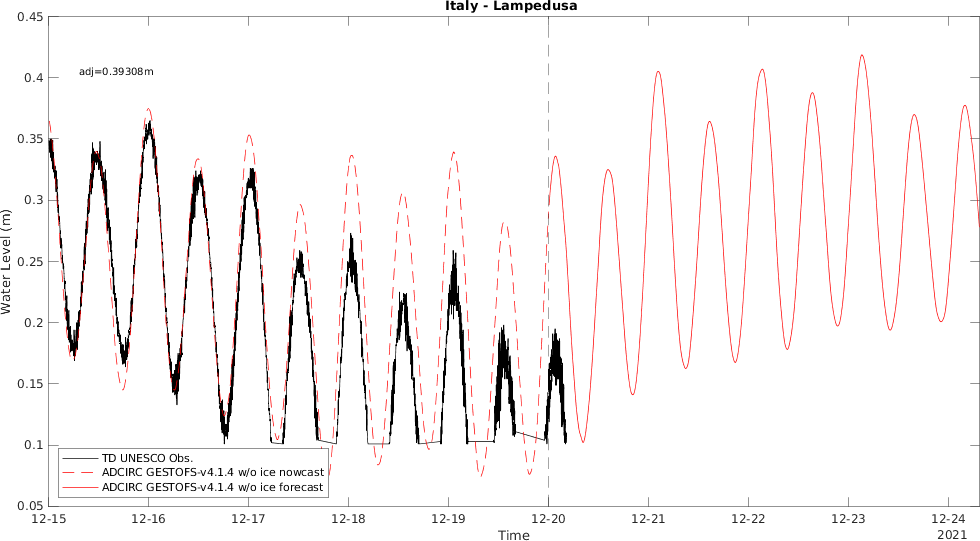 Italy - Lampedusa
0.45
0.4
0.35
0.3
0.25
0.2
0.15
0.1
0.05
Water Level (m)
adj=0.39308m
TD UNESCO Obs.
ADCIRC GESTOFS-v4.1.4 w/o ice nowcast
ADCIRC GESTOFS-v4.1.4 w/o ice forecast
12-15 12-16 12-17 12-18 12-19 12-20 12-21 12-22 12-23 12-24
Time
2021